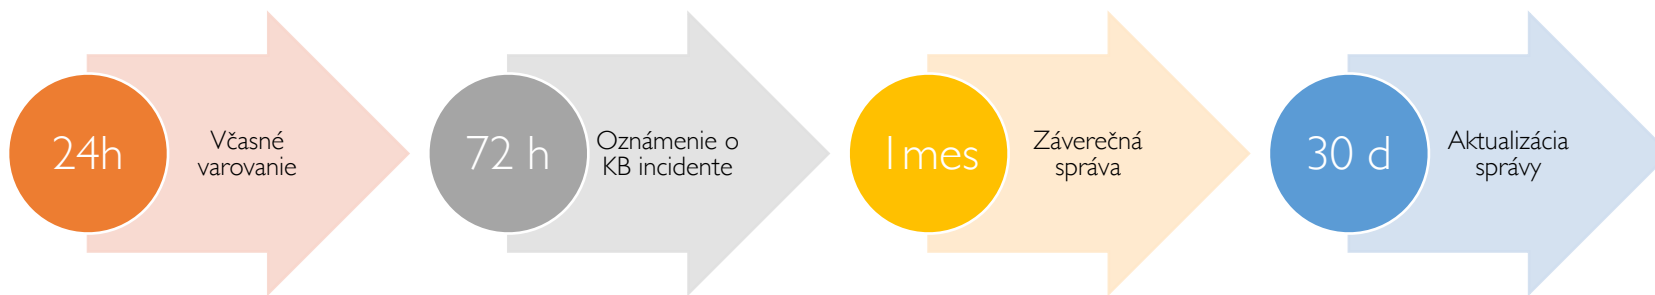 24h
Včasné
varovanie
72 h
Oznámenie o
KB incidente
1mes
Záverečná
správa
30 d
Aktualizácia
správy